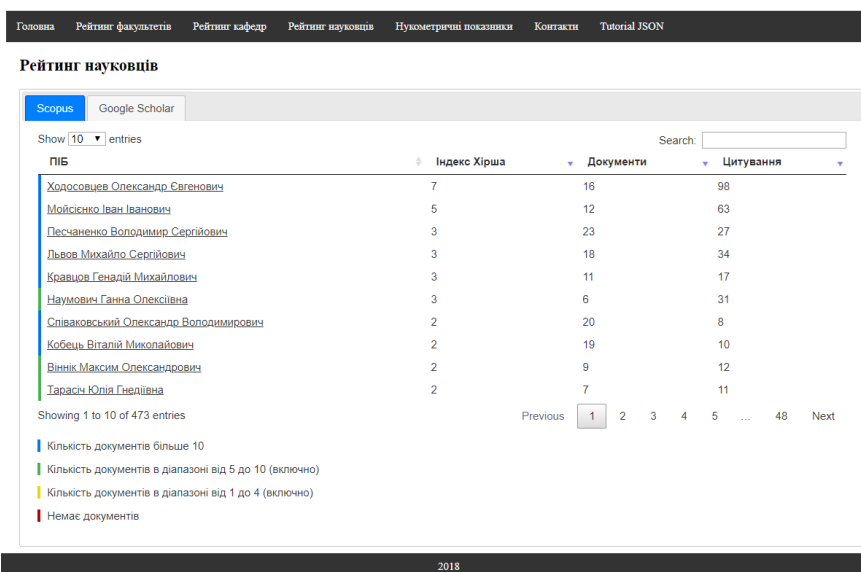 Головна Рейтинг факультетів Рейтинг кафедр Рейтинг науковців Нукометричні показники Контакти Tutorial JSON
Рейтинг науковців
Scopus Google Scholar
Show 10 entries Search:
ПІБ Індекс Хірша Документи Цитування
Ходосовцев Олександр Євгенович 7 16 98
Мойсієнко Іван Іванович 5 12 63
Песчаненко Володимир Сергійович 3 23 27
Львов Михайло Сергійович 3 18 34
Кравцов Генадій Михайлович 3 11 17
Наумович Ганна Олексіївна 3 6 31
Співаковський Олександр Володимирович 2 20 8
Кобець Віталій Миколайович 2 19 10
Віннік Максим Олександрович 2 9 12
Тарасіч Юлія Гнедіївна 2 7 11
Showing 1 to 10 of 473 entries Previous 1 2 3 4 5 ... 48 Next
Кількість документів більше 10
Кількість документів в діапазоні від 5 до 10 (включно)
Кількість документів в діапазоні від 1 до 4 (включно)
Немає документів
2018